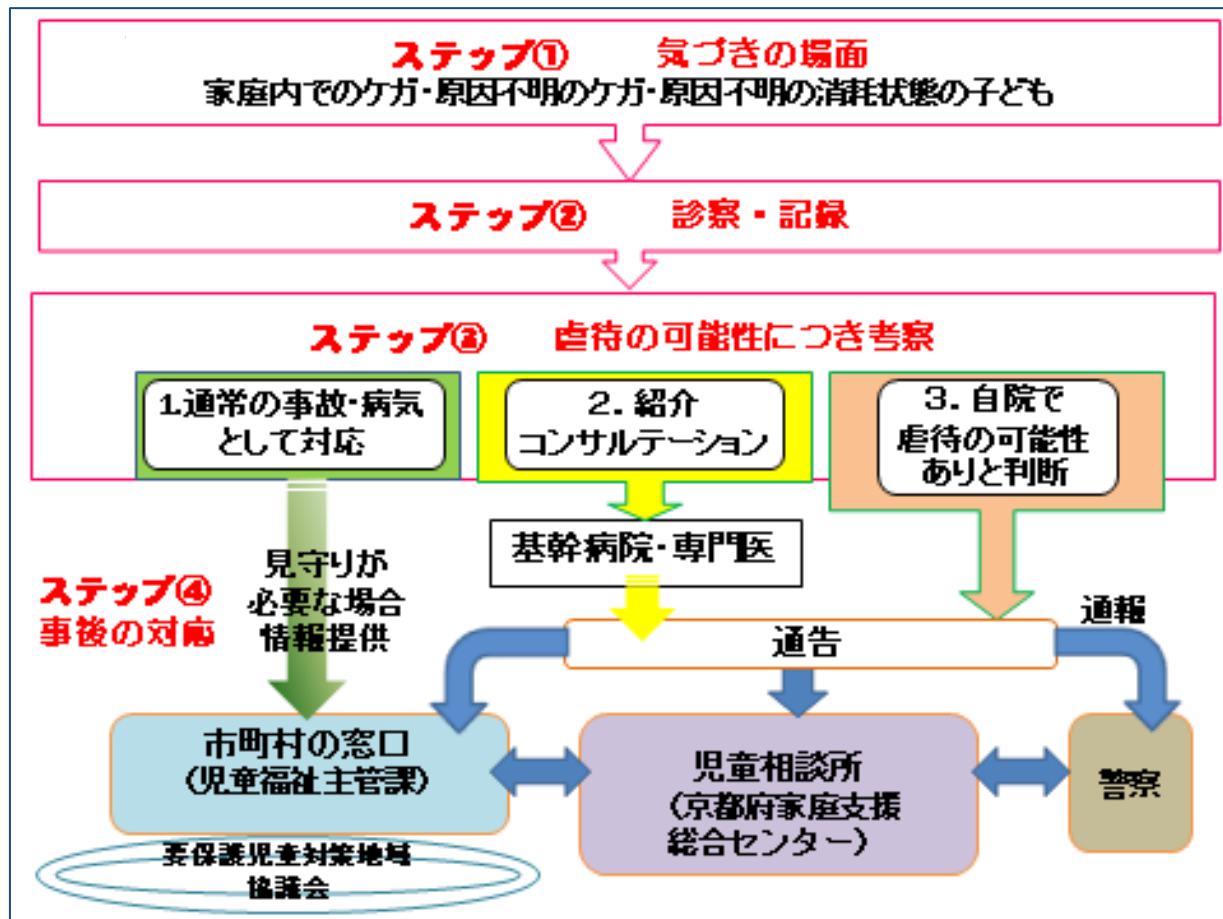 ステップ① 気づきの場面
家庭内でのケガ・原因不明のケガ・原因不明の消耗状態の子ども
ステップ② 診察・記録
ステップ③ 虐待の可能性につき考察
1.通常の事故・病気
として対応
2．紹介
コンサルテーション
3．自院で
虐待の可能性
ありと判断
基幹病院・専門医
ステップ④
事後の対応
見守りが
必要な場合
情報提供
通告
通報
市町村の窓口
(児童福祉主管課)
児童相談所
(京都府家庭支援
総合センター)
警察
要保護児童対策地域
協議会